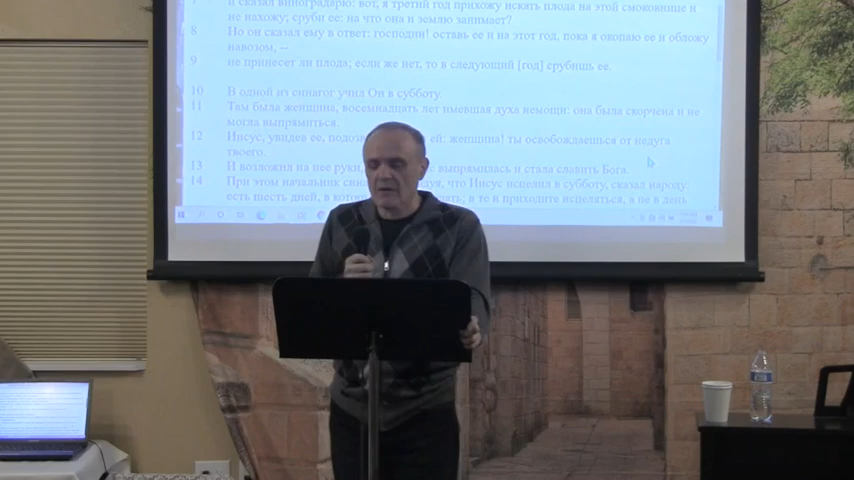 7 и сказал виноградарю: вот, я третий год прихожу искать плода на этой смоковнице и
не нахожу; сруби ее: на что она и землю занимает?
8 Но он сказал ему в ответ: господин! оставь ее и на этот год, пока я окопаю ее и обложу
навозом, --
9 не принесет ли плода; если же нет, то в следующий [год] срубишь ее.
10 В одной из синагог учил Он в субботу.
11 Там была женщина, восемнадцать лет имевшая духа немощи: она была скорчена и не
могла выпрямиться.
12 Иисус, увидев ее, ей: женщина! ты освобождаешься от недуга
твоего.
13 И возложил на нее руки, выпрямилась и стала славить Бога.
14 При этом начальник что Иисус исцелил в субботу, сказал народу:
есть шесть дней, в в те и приходите исцеляться, а не в день